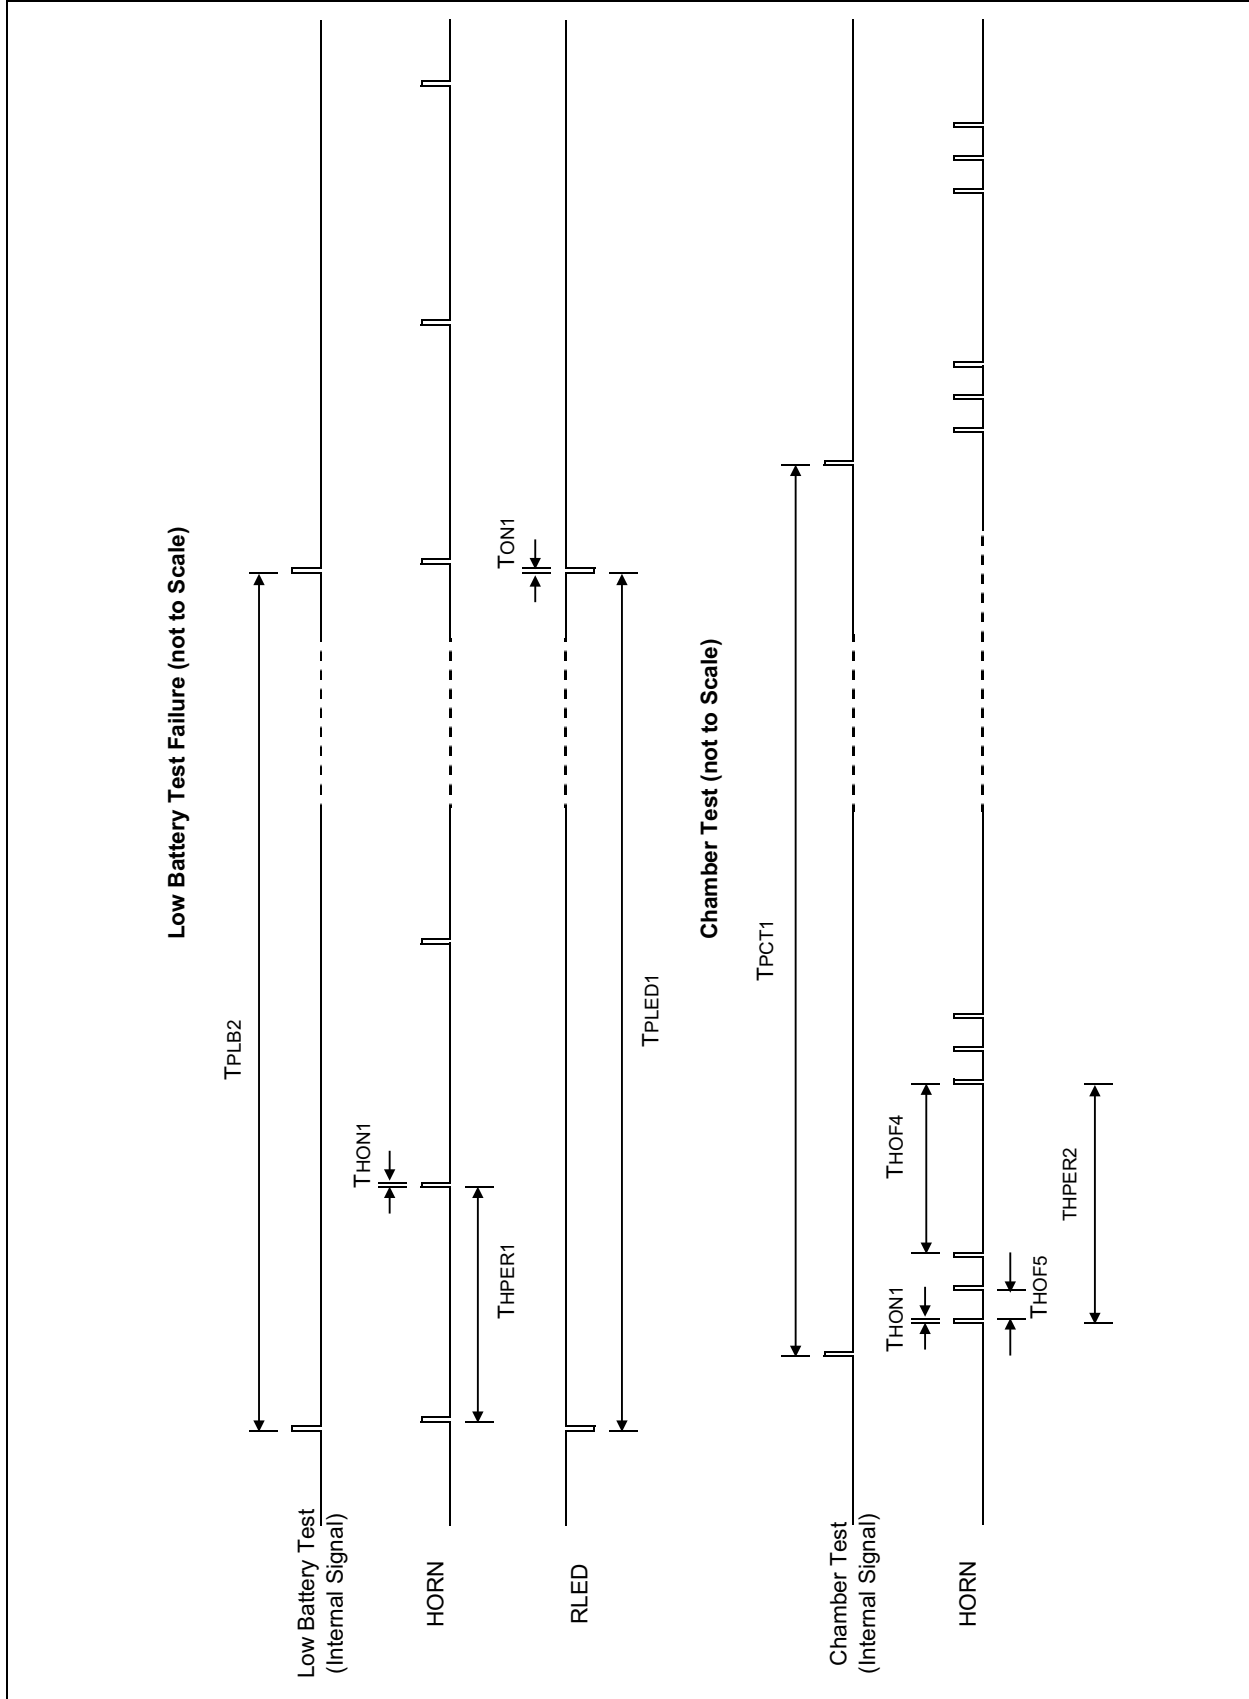 Low Battery Test Failure (not to Scale)
TPLB2
Low Battery Test
(Internal Signal)
THON1
HORN
THPER1
TON1
RLED
TPLED1
Chamber Test (not to Scale)
TPCT1
Chamber Test
(Internal Signal)
THON1
THOF4
HORN
THOF5
THPER2